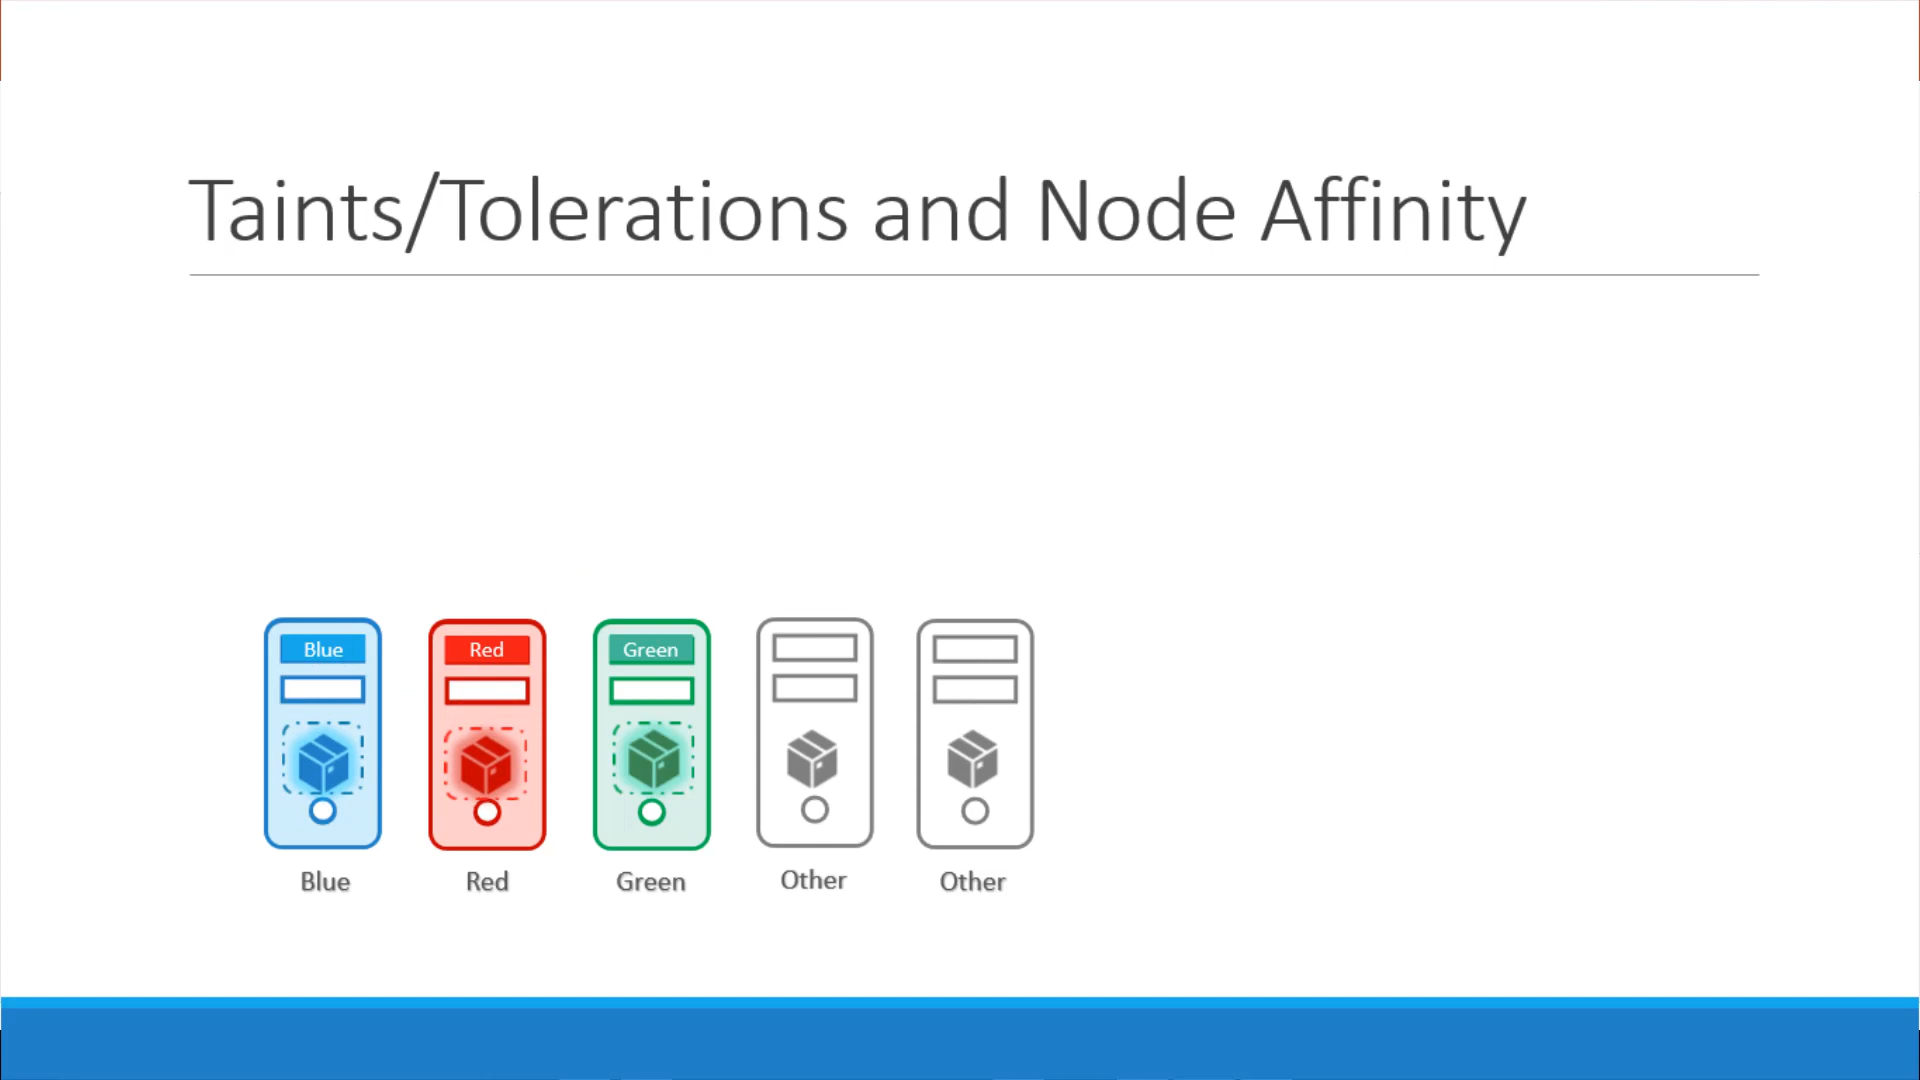 Taints/Tolerations and Node Affinity
Blue Red Green
Blue Red Green Other Other